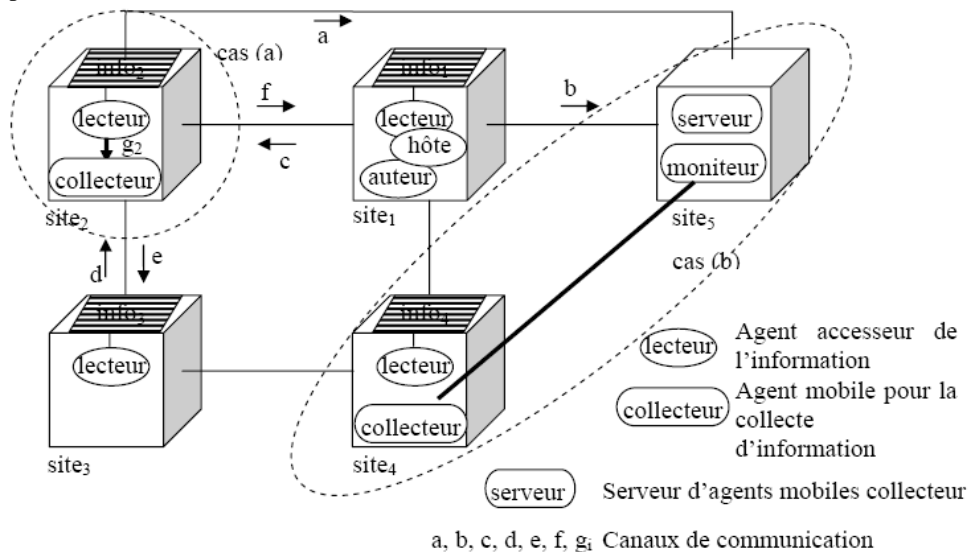 a
cas (a)
info₂
info₁
f
b
lecteur
lecteur
serveur
g₂
hôte
c
collecteur
auteur
moniteur
site₂
site₁
site₅
d
e
cas (b)
info₃
info₄
lecteur
lecteur
collecteur
site₃
site₄
lecteur
Agent accesseur de
l’information
collecteur
Agent mobile pour la
collecte
d’information
serveur
Serveur d’agents mobiles collecteur
a, b, c, d, e, f, gᵢ Canaux de communication